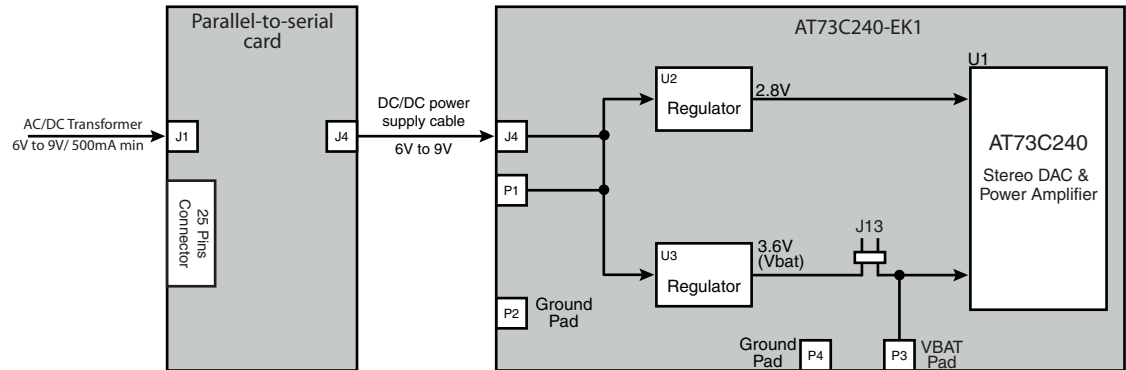 Parallel-to-serial
card
AT73C240-EK1
AC/DC Transformer
6V to 9V/ 500mA min
J1
J4
25 Pins
Connector
DC/DC power
supply cable
6V to 9V
J4
P1
P2
Ground
Pad
U2
Regulator
2.8V
U3
Regulator
3.6V
(Vbat)
J13
U1
AT73C240
Stereo DAC &
Power Amplifier
Ground
Pad
P4
P3
VBAT
Pad